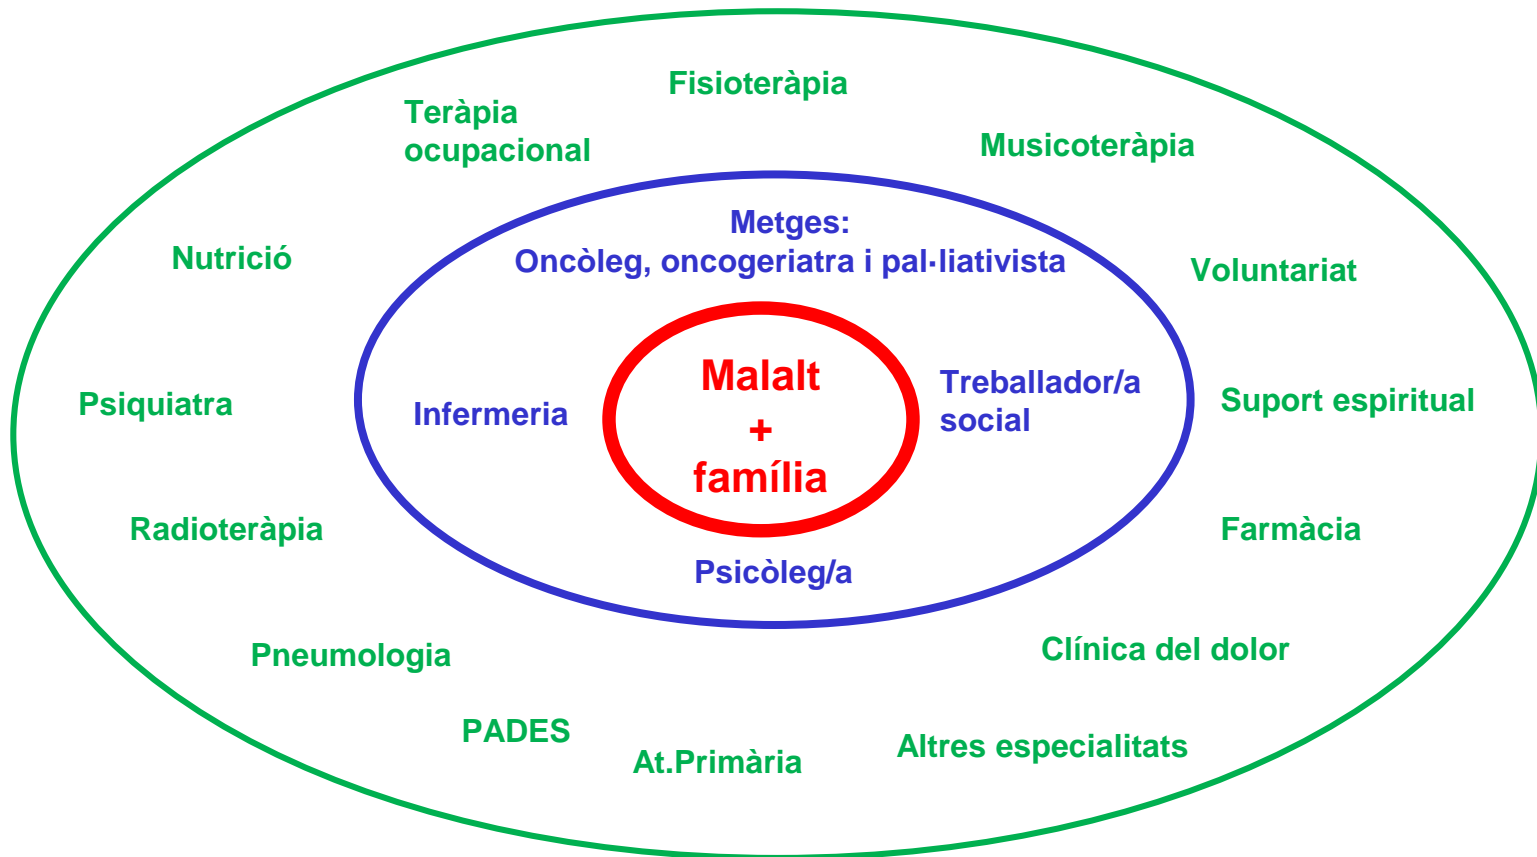 Fisioteràpia
Teràpia
ocupacional
Musicoteràpia
Metges:
Oncòleg, oncogeriatra i pal·liativista
Nutrició
Voluntariat
Malalt
+
família
Treballador/a
social
Infermeria
Psiquiatra
Suport espiritual
Radioteràpia
Farmàcia
Psicòleg/a
Pneumologia
Clínica del dolor
PADES
At.Primària
Altres especialitats